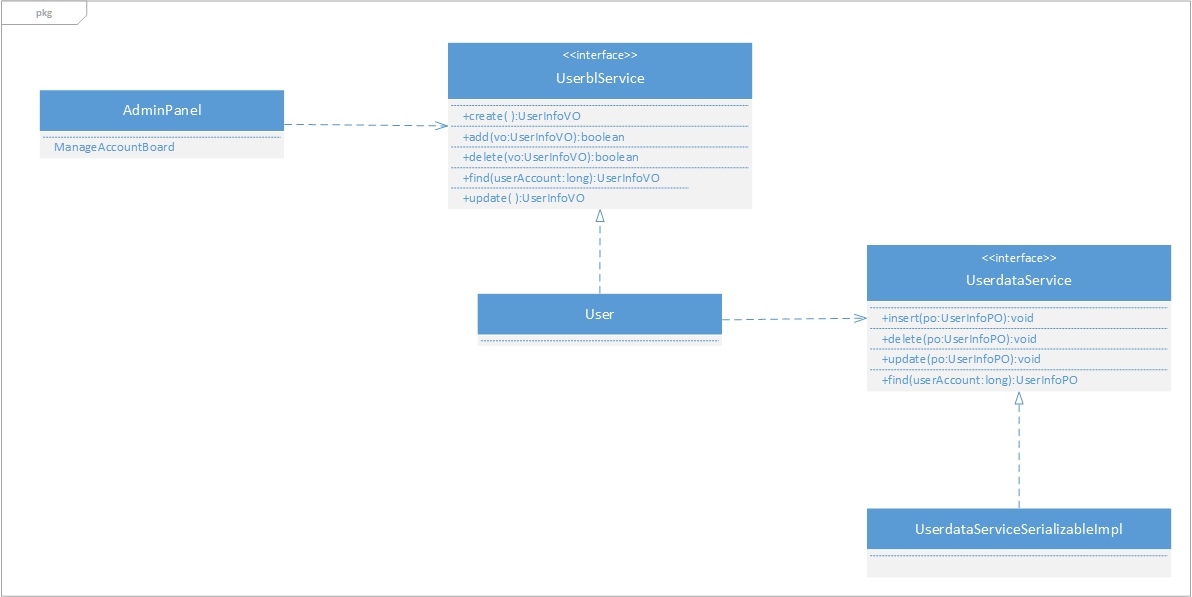 pkg
AdminPanel
ManageAccountBoard
<<interface>>
UserblService
+create( ):UserInfoVO
+add(vo:UserInfoVO):boolean
+delete(vo:UserInfoVO):boolean
+find(userAccount:long):UserInfoVO
+update( ):UserInfoVO
User
<<interface>>
UserdataService
+insert(po:UserInfoPO):void
+delete(po:UserInfoPO):void
+update(po:UserInfoPO):void
+find(userAccount:long):UserInfoPO
UserdataServiceSerializableImpl